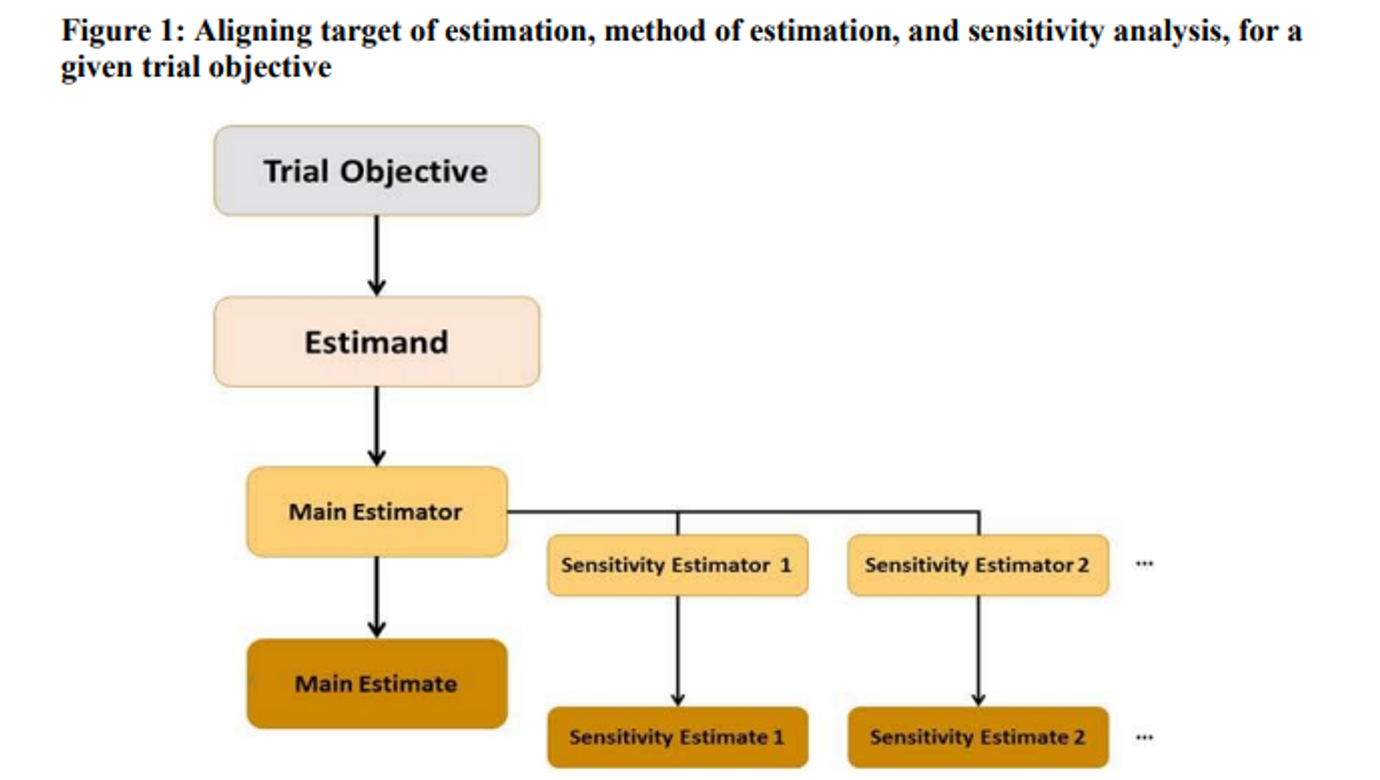 Figure 1: Aligning target of estimation, method of estimation, and sensitivity analysis, for a
given trial objective
Trial Objective
Estimand
Main Estimator
Sensitivity Estimator 1
Sensitivity Estimator 2
...
Main Estimate
Sensitivity Estimate 1
Sensitivity Estimate 2
...